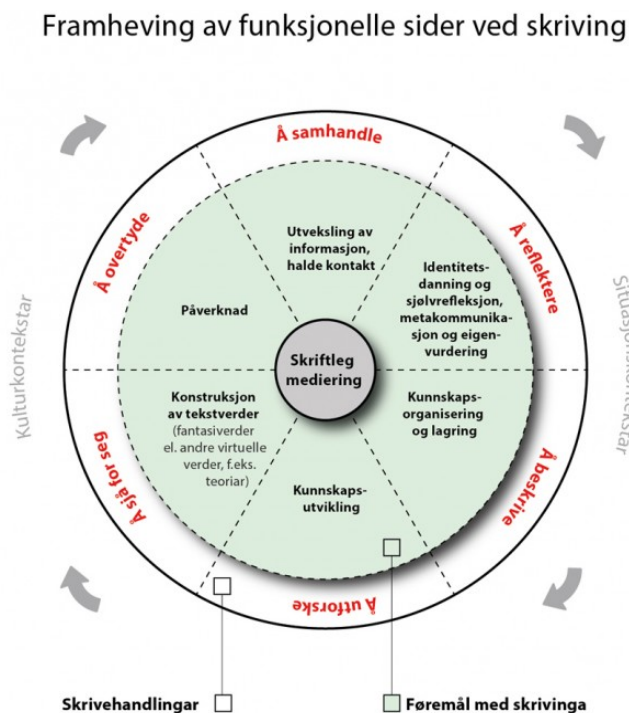 Framheving av funksjonelle sider ved skriving
Å samhandle
Å overtyde
Å reflektere
Utveksling av
informasjon,
halde kontakt
Identitets-
danning og
sjølvrefleksjon,
metakommunika-
sjon og eigen-
vurdering
Påverknad
Skriftleg
mediering
Kulturkontekstar
Situasjonskontekstar
Konstruksjon
av tekstverder
(fantasiverder
el. andre virtuelle
verder, f.eks.
teoriar)
Kunnskaps-
organisering
og lagring
Kunnskaps-
utvikling
Å sjå for seg
Å beskrive
Å utforske
Skrivehandlingar
Føremål med skrivinga